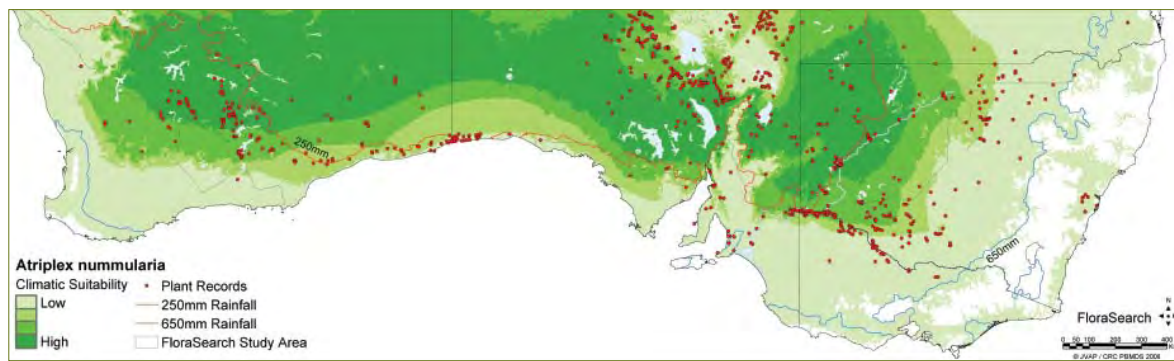 250mm
650mm
Atriplex nummularia
Climatic Suitability
Low
High
Plant Records
250mm Rainfall
650mm Rainfall
FloraSearch Study Area
FloraSearch
0 50 100 200 300 400
© JVAP / CRC PBMDS 2008